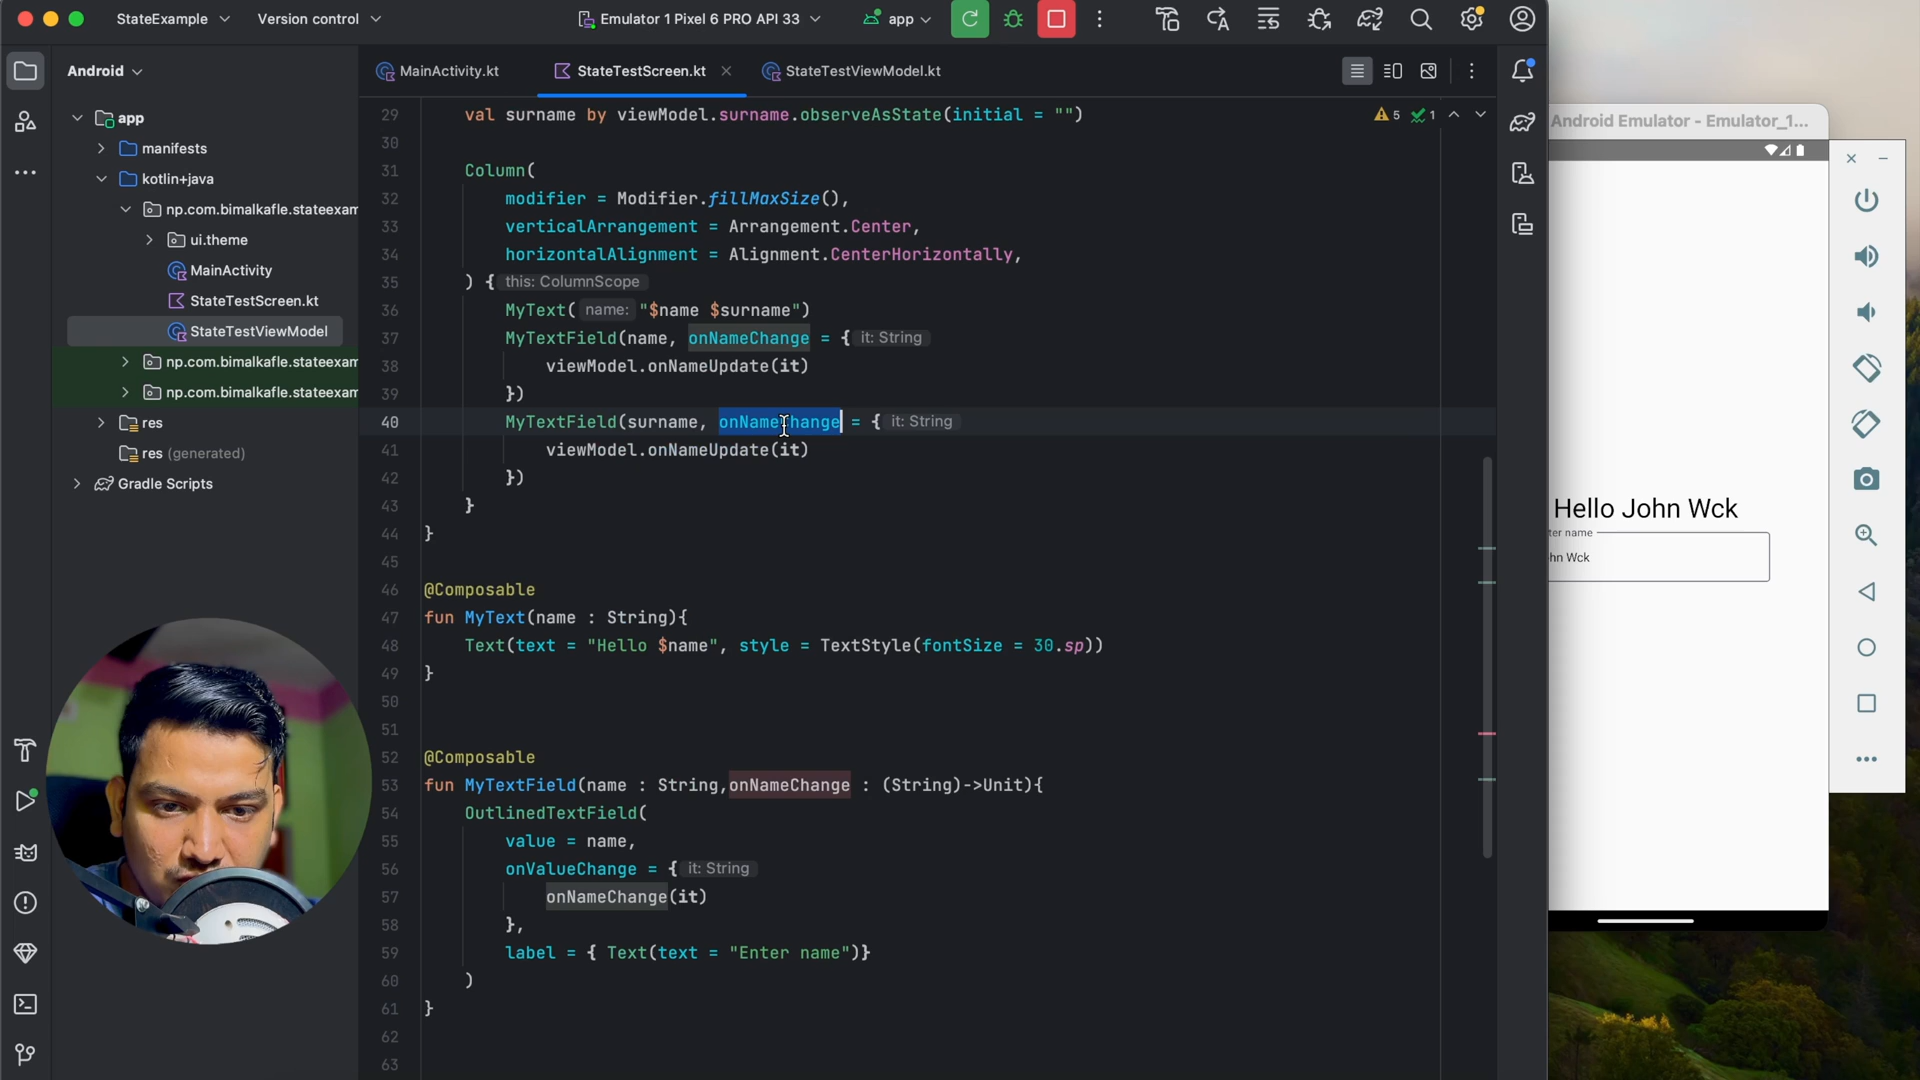 StateExample
Version control
Emulator 1 Pixel 6 PRO API 33
app
Android
MainActivity.kt
StateTestScreen.kt
StateTestViewModel.kt
app
manifests
kotlin+java
np.com.bimalkafle.stateexam
ui.theme
MainActivity
StateTestScreen.kt
StateTestViewModel
np.com.bimalkafle.stateexam
np.com.bimalkafle.stateexam
res
res (generated)
Gradle Scripts
5
1
29 val surname by viewModel.surname.observeAsState(initial = "")
30
31 Column(
32 modifier = Modifier.fillMaxSize(),
33 verticalArrangement = Arrangement.Center,
34 horizontalAlignment = Alignment.CenterHorizontally,
35 ) { this: ColumnScope
36 MyText( name: "$name $surname")
37 MyTextField(name, onNameChange = { it: String
38 viewModel.onNameUpdate(it)
39 })
40 MyTextField(surname, onNameChange = { it: String
41 viewModel.onNameUpdate(it)
42 })
43 }
44 }
45
46 @Composable
47 fun MyText(name : String){
48 Text(text = "Hello $name", style = TextStyle(fontSize = 30.sp))
49 }
50
51
52 @Composable
53 fun MyTextField(name : String,onNameChange : (String)->Unit){
54 OutlinedTextField(
55 value = name,
56 onValueChange = { it: String
57 onNameChange(it)
58 },
59 label = { Text(text = "Enter name")}
60 )
61 }
62
63
Android Emulator - Emulator_1...
Hello John Wck
ter name
hn Wck